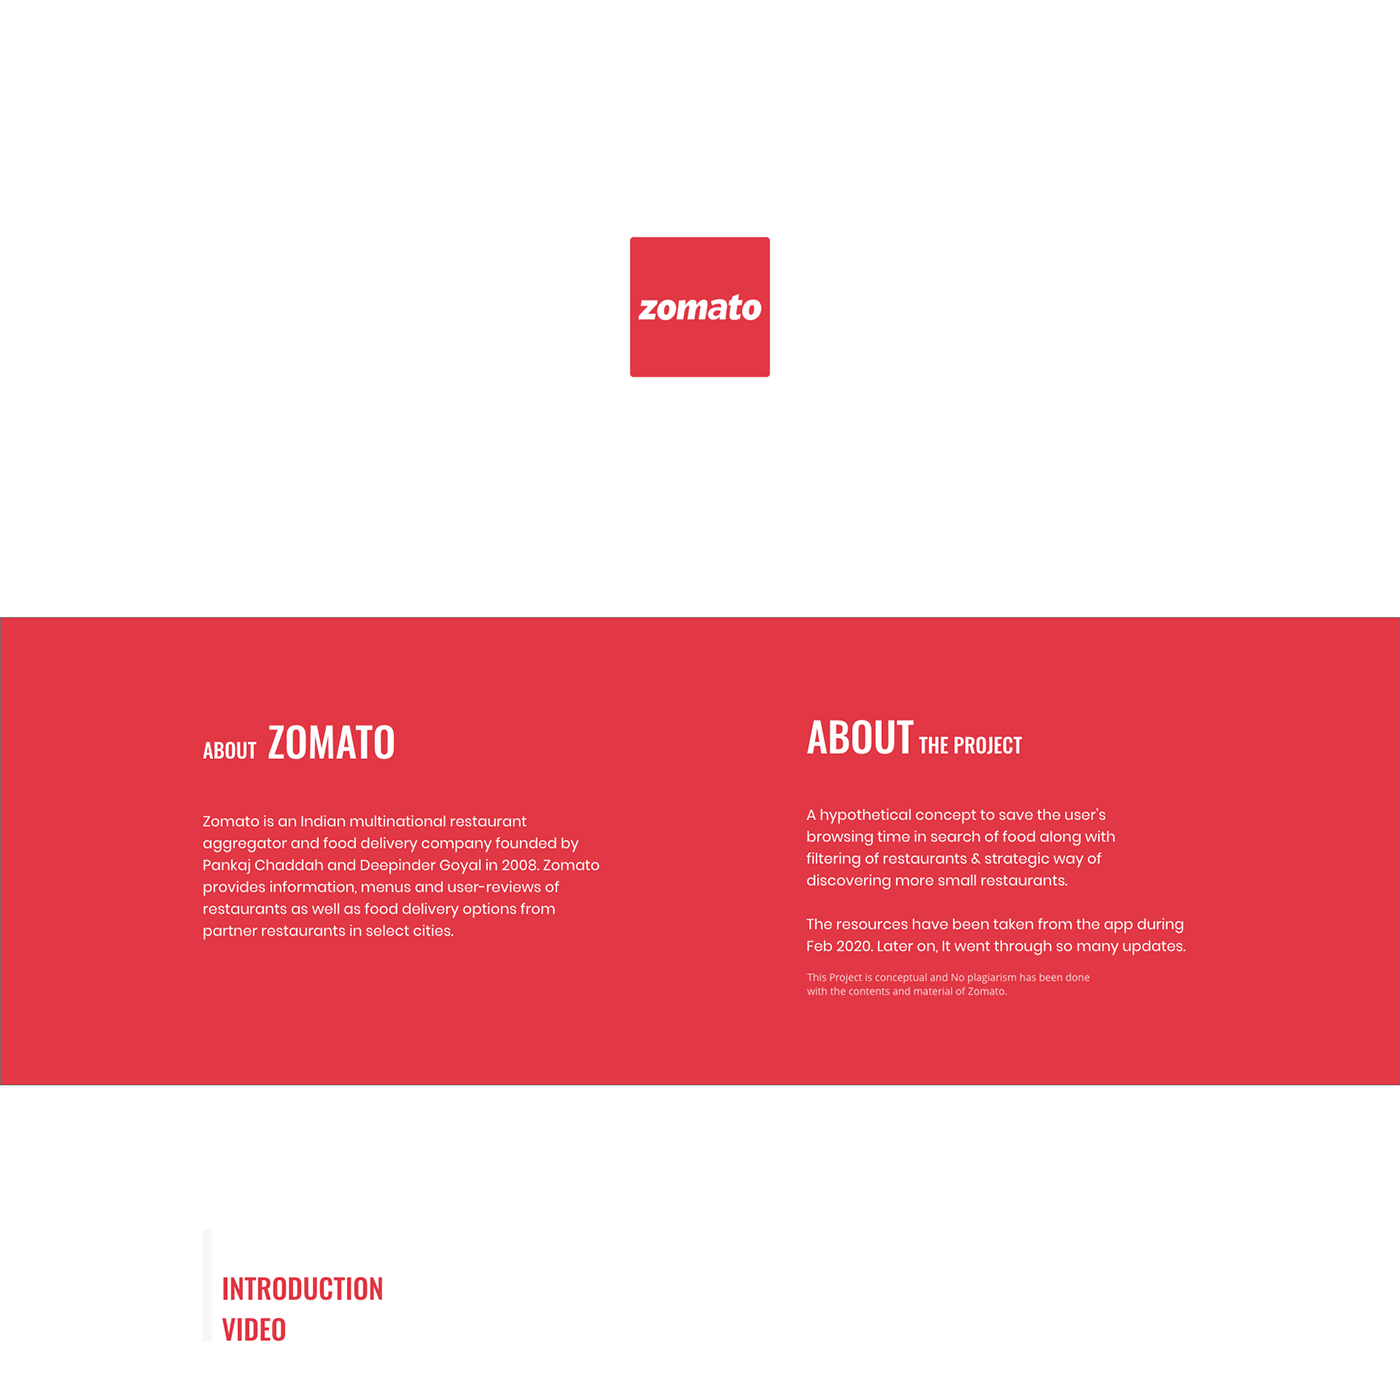 zomato
ABOUT ZOMATO
Zomato is an Indian multinational restaurant
aggregator and food delivery company founded by
Pankaj Chaddah and Deepinder Goyal in 2008. Zomato
provides information, menus and user-reviews of
restaurants as well as food delivery options from
partner restaurants in select cities.
ABOUT THE PROJECT
A hypothetical concept to save the user's
browsing time in search of food along with
filtering of restaurants & strategic way of
discovering more small restaurants.
The resources have been taken from the app during
Feb 2020. Later on, It went through so many updates.
This Project is conceptual and No plagiarism has been done
with the contents and material of Zomato.
INTRODUCTION
VIDEO